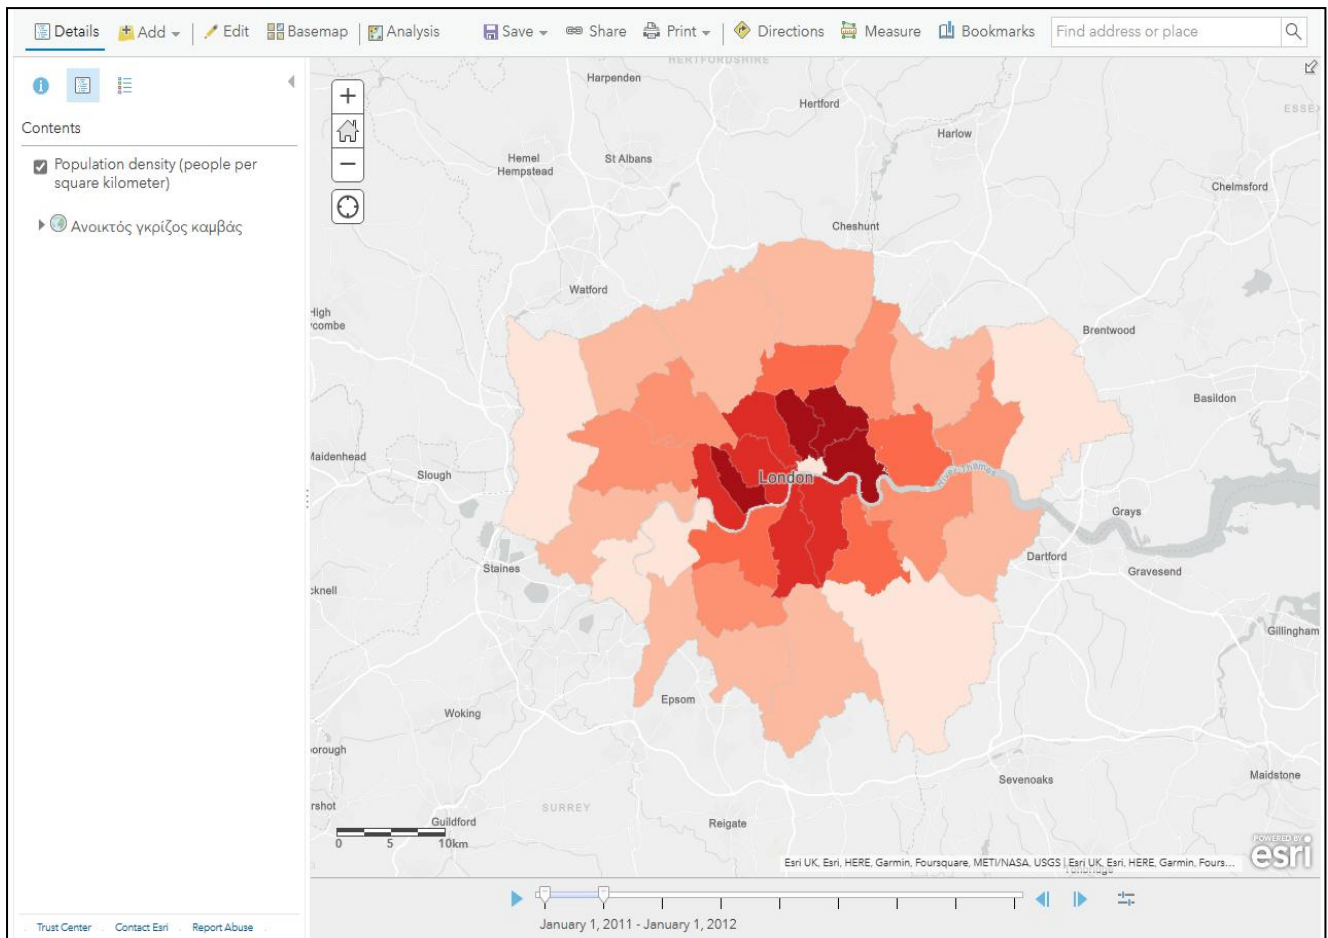 Details
Add
Edit
Basemap
Analysis
Save
Share
Print
Directions
Measure
Bookmarks
Find address or place
Contents
Population density (people per
square kilometer)
Ανοικτός γκρίζος καμβάς
HERTFORDSHIRE
Harpenden
Hertford
ESSEX
Harlow
Hemel
Hempstead
St Albans
Chelmsford
Cheshunt
Watford
High
Brentwood
Basildon
Maidenhead
Slough
London
River Thames
Grays
Staines
Dartford
Gravesend
Gillingham
Epsom
Woking
Sevenoaks
Maidstone
SURREY
Guildford
Reigate
0 5 10km
POWERED BY
esri
Esri UK, Esri, HERE, Garmin, Foursquare, METI/NASA, USGS | Esri UK, Esri, HERE, Garmin, Fours...
January 1, 2011 - January 1, 2012
Trust Center
Contact Esri
Report Abuse